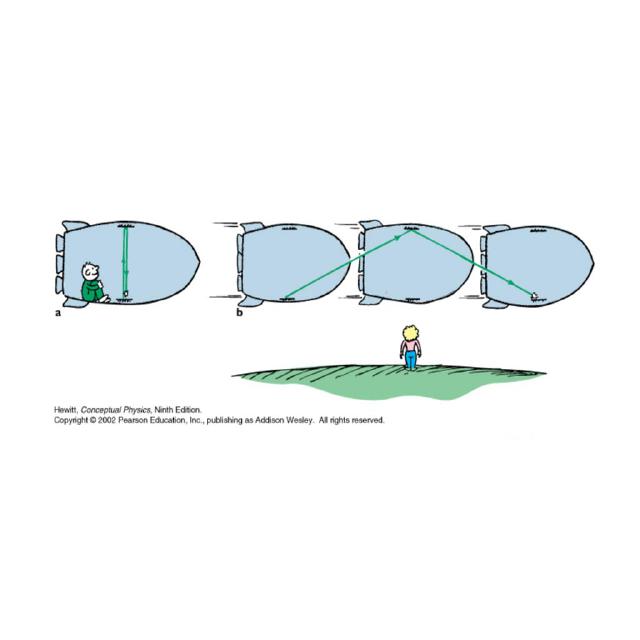 a
b
Hewitt, Conceptual Physics, Ninth Edition.
Copyright © 2002 Pearson Education, Inc., publishing as Addison Wesley. All rights reserved.